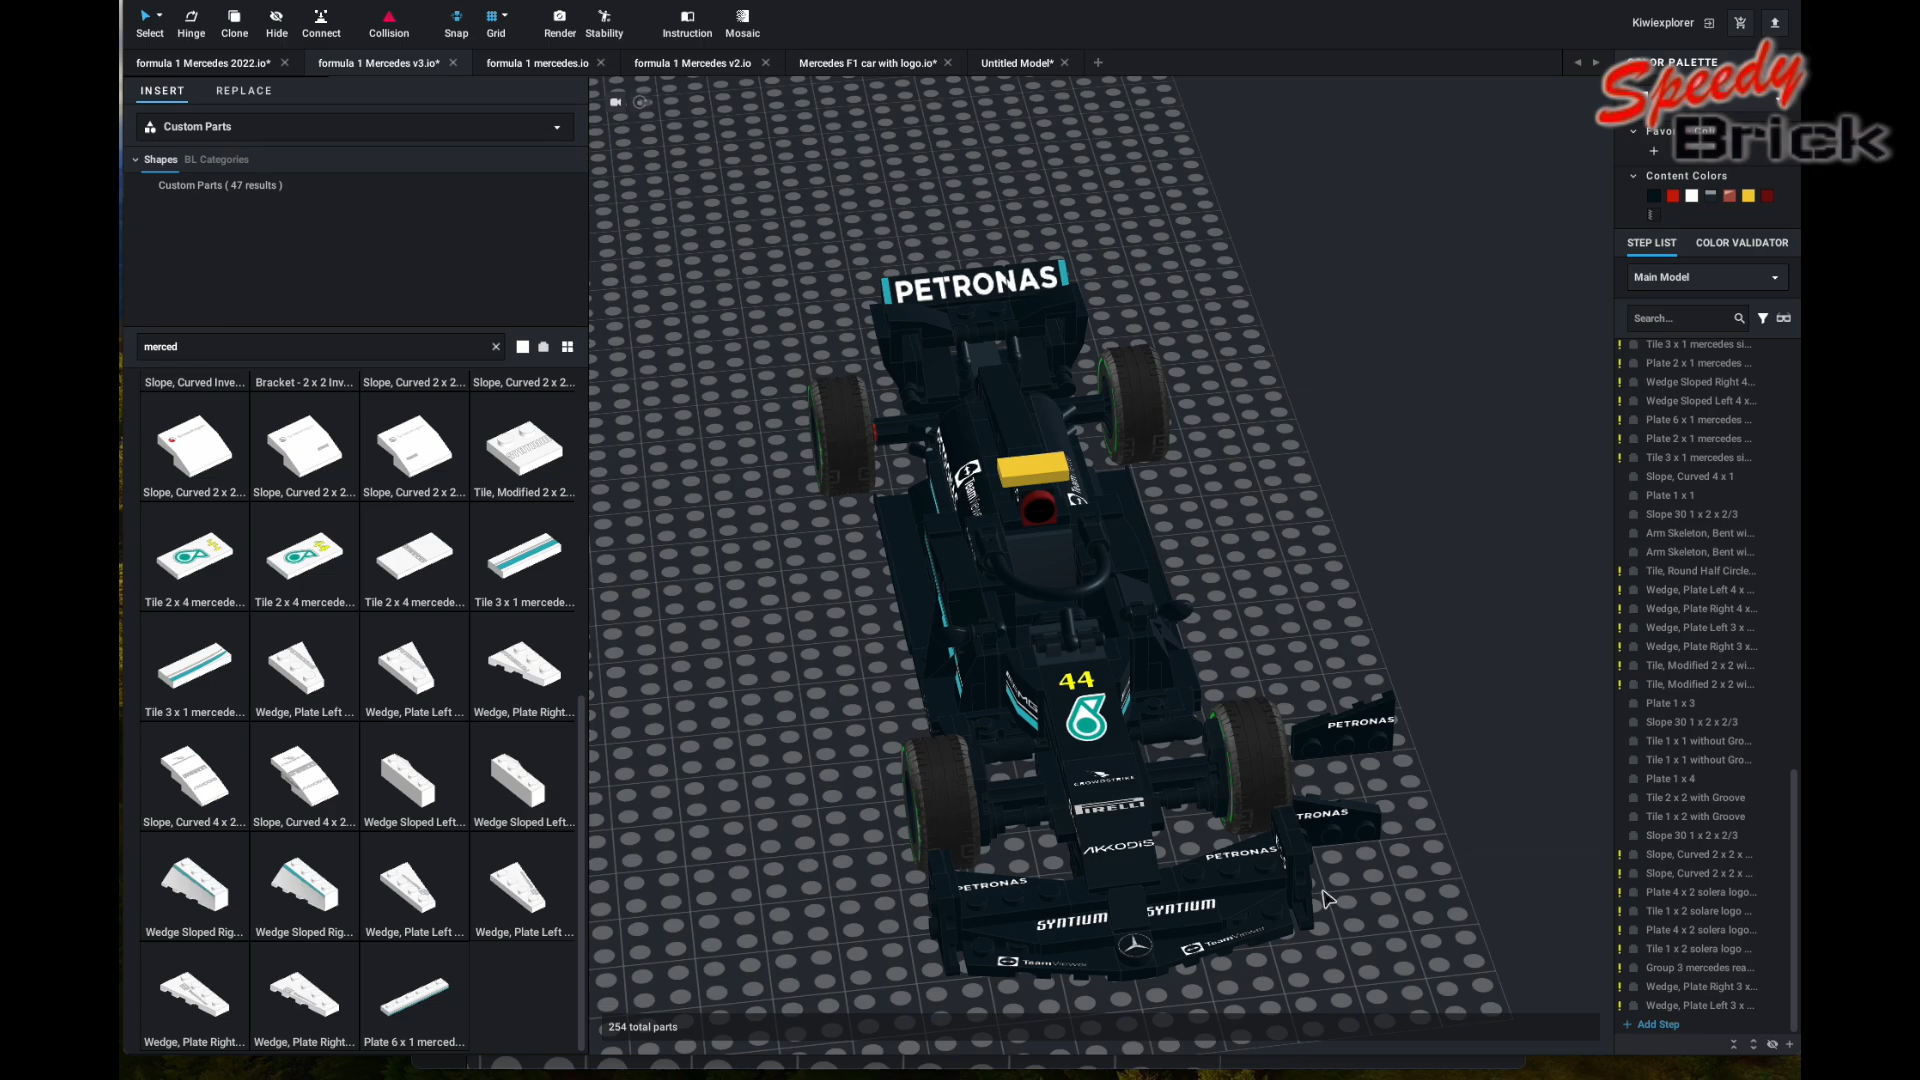 Select
Hinge
Clone
Hide
Connect
Collision
Snap
Grid
Render
Stability
Instruction
Mosaic
Kiwiexplorer
formula 1 Mercedes 2022.io*
formula 1 Mercedes v3.io*
formula 1 mercedes.io
formula 1 Mercedes v2.io
Mercedes F1 car with logo.io*
Untitled Model*
INSERT
REPLACE
Custom Parts
Shapes
BL Categories
Custom Parts ( 47 results )
merced
Slope, Curved Inve...
Bracket - 2 x 2 Inv...
Slope, Curved 2 x 2...
Slope, Curved 2 x 2...
Slope, Curved 2 x 2...
Slope, Curved 2 x 2...
Slope, Curved 2 x 2...
Tile, Modified 2 x 2...
Tile 2 x 4 mercede...
Tile 2 x 4 mercede...
Tile 2 x 4 mercede...
Tile 3 x 1 mercede...
Tile 3 x 1 mercede...
Wedge, Plate Left ...
Wedge, Plate Left ...
Wedge, Plate Right...
Slope, Curved 4 x 2...
Slope, Curved 4 x 2...
Wedge Sloped Left...
Wedge Sloped Left...
Wedge Sloped Rig...
Wedge Sloped Rig...
Wedge, Plate Left ...
Wedge, Plate Left ...
Wedge, Plate Right...
Wedge, Plate Right...
Plate 6 x 1 merced...
PETRONAS
TeamViewer
44
AMG
PETRONAS
CROWDSTRIKE
PIRELLI
TRONAS
AKKODIS
PETRONAS
PETRONAS
SYNTIUM
SYNTIUM
TeamViewer
TeamViewer
254 total parts
Speedy
Brick
COLOR PALETTE
Content Colors
STEP LIST
COLOR VALIDATOR
Main Model
Search...
Tile 3 x 1 mercedes si...
Plate 2 x 1 mercedes ...
Wedge Sloped Right 4...
Wedge Sloped Left 4 x...
Plate 6 x 1 mercedes ...
Plate 2 x 1 mercedes ...
Tile 3 x 1 mercedes si...
Slope, Curved 4 x 1
Plate 1 x 1
Slope 30 1 x 2 x 2/3
Arm Skeleton, Bent wi...
Arm Skeleton, Bent wi...
Tile, Round Half Circle...
Wedge, Plate Left 4 x ...
Wedge, Plate Right 4 x...
Wedge, Plate Left 3 x ...
Wedge, Plate Right 3 x...
Tile, Modified 2 x 2 wi...
Tile, Modified 2 x 2 wi...
Plate 1 x 3
Slope 30 1 x 2 x 2/3
Tile 1 x 1 without Gro...
Tile 1 x 1 without Gro...
Plate 1 x 4
Tile 2 x 2 with Groove
Tile 1 x 2 with Groove
Slope 30 1 x 2 x 2/3
Slope, Curved 2 x 2 x ...
Slope, Curved 2 x 2 x ...
Plate 4 x 2 solera logo...
Tile 1 x 2 solare logo ...
Plate 4 x 2 solera logo...
Tile 1 x 2 solera logo ...
Group 3 mercedes rea...
Wedge, Plate Right 3 x...
Wedge, Plate Left 3 x ...
Add Step